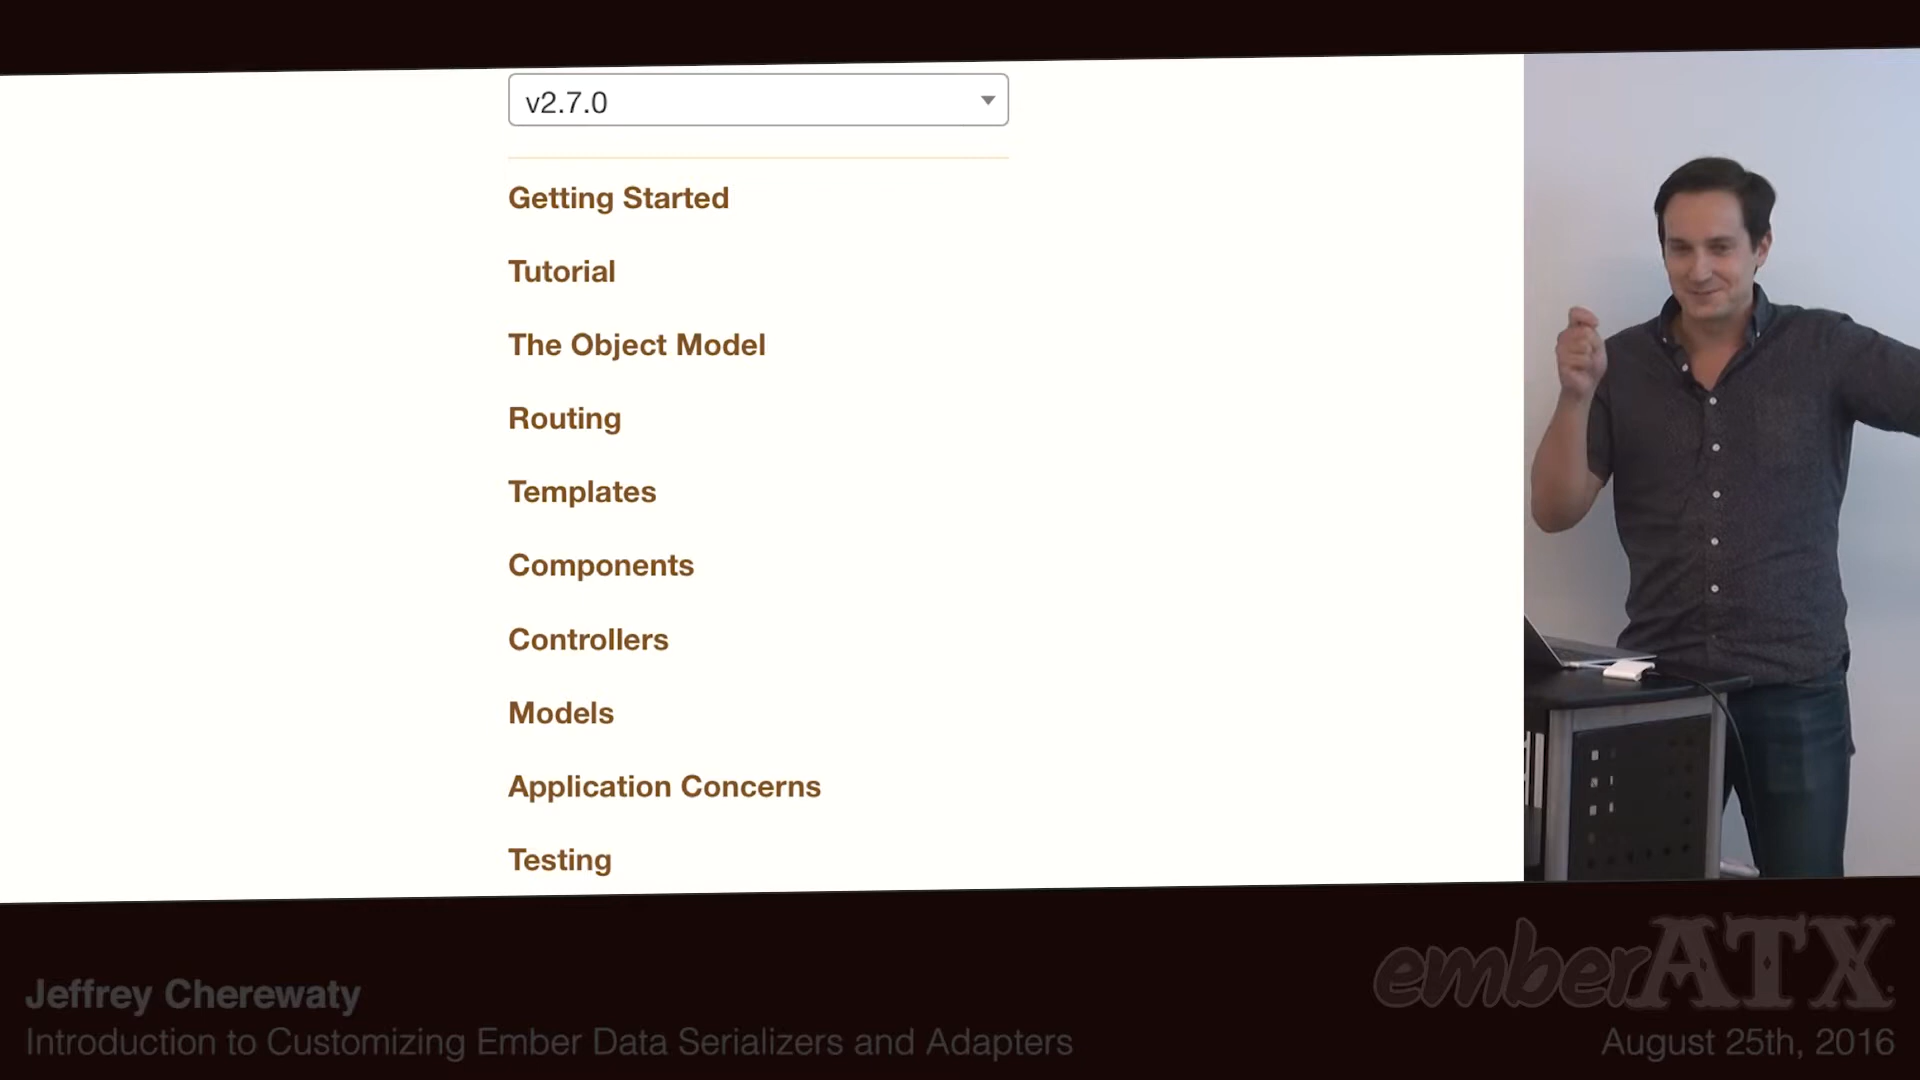 v2.7.0
Getting Started
Tutorial
The Object Model
Routing
Templates
Components
Controllers
Models
Application Concerns
Testing
emberATX
Jeffrey Cherewaty
Introduction to Customizing Ember Data Serializers and Adapters
August 25th, 2016